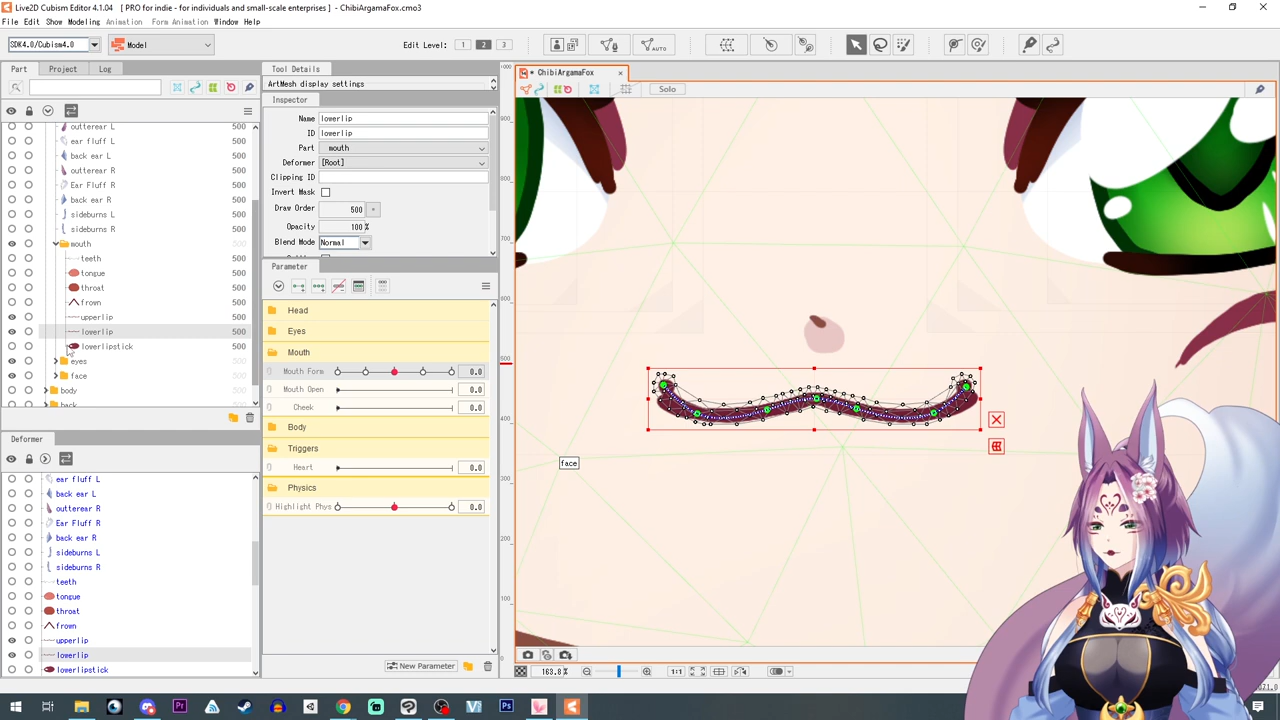 Live2D Cubism Editor 4.1.04 [ PRO for indie - for individuals and small-scale enterprises ] - ChibiArgamaFox.cmo3
File Edit Show Modeling Animation Form Animation Window Help
SDK4.0/Cubism4.0
Model
Edit Level: 1 2 3
AUTO
Part
Project
Log
outterear L 500
ear fluff L 500
back ear L 500
outterear R 500
Ear Fluff R 500
back ear R 500
sideburns L 500
sideburns R 500
mouth 500
teeth 500
tongue 500
throat 500
frown 500
upperlip 500
lowerlip 500
loverlipstick 500
eyes 500
face 500
body 500
back 500
Deformer
ear fluff L
back ear L
outterear R
Ear Fluff R
back ear R
sideburns L
sideburns R
teeth
tongue
throat
frown
upperlip
lowerlip
loverlipstick
Tool Details
ArtMesh display settings
Inspector
Name lowerlip
ID lowerlip
Part mouth
Deformer [Root]
Clipping ID
Invert Mask
Draw Order 500
Opacity 100 %
Blend Mode Normal
Parameter
Head
Eyes
Mouth
Mouth Form 0.0
Mouth Open 0.0
Cheek 0.0
Body
Triggers
Heart 0.0
Physics
Highlight Phys 0.0
New Parameter
ChibiArgamaFox
Solo
face
163.8 %
1:1